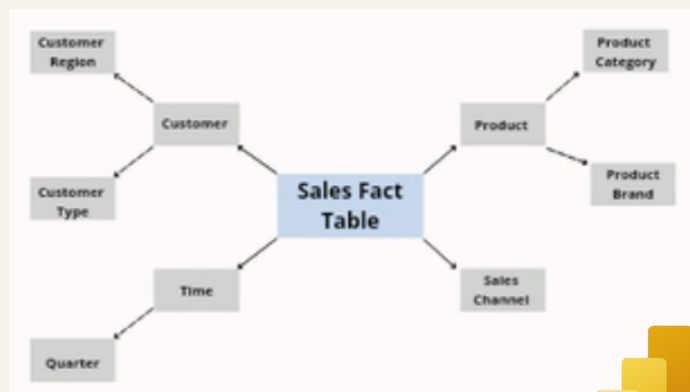 Customer
Region
Product
Category
Customer
Product
Customer
Type
Product
Brand
Sales Fact
Table
Time
Sales
Channel
Quarter